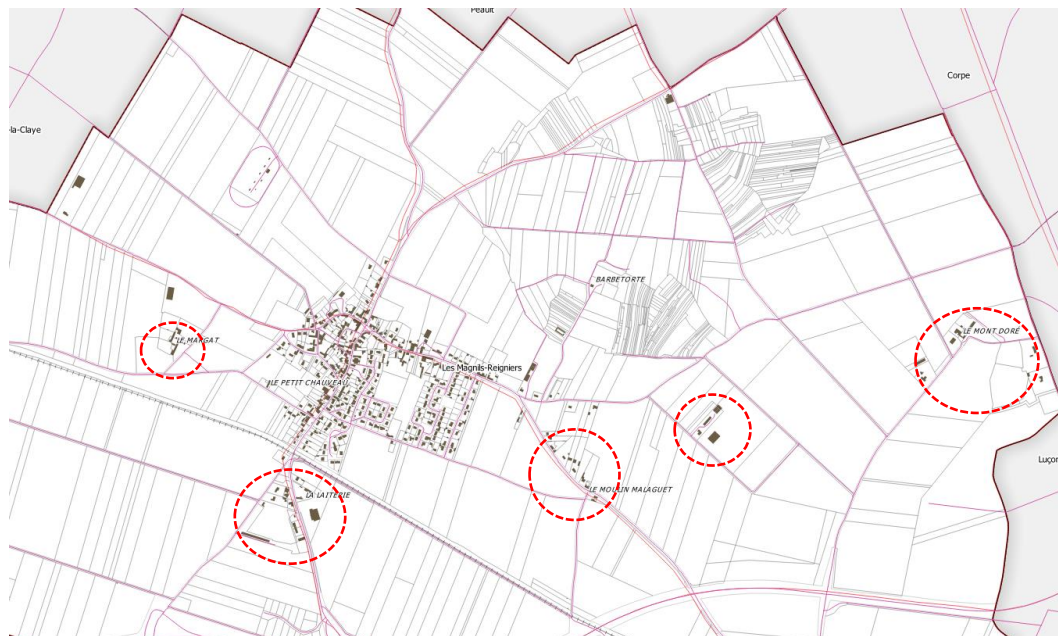 Peault
Corpe
-la-Claye
BARBETORTE
LE MONT DORÉ
LE MARGAT
Les Magnils-Reigniers
LE PETIT CHAUVEAU
Luçon
LE MOULIN MALAGUET
LA LAITERIE